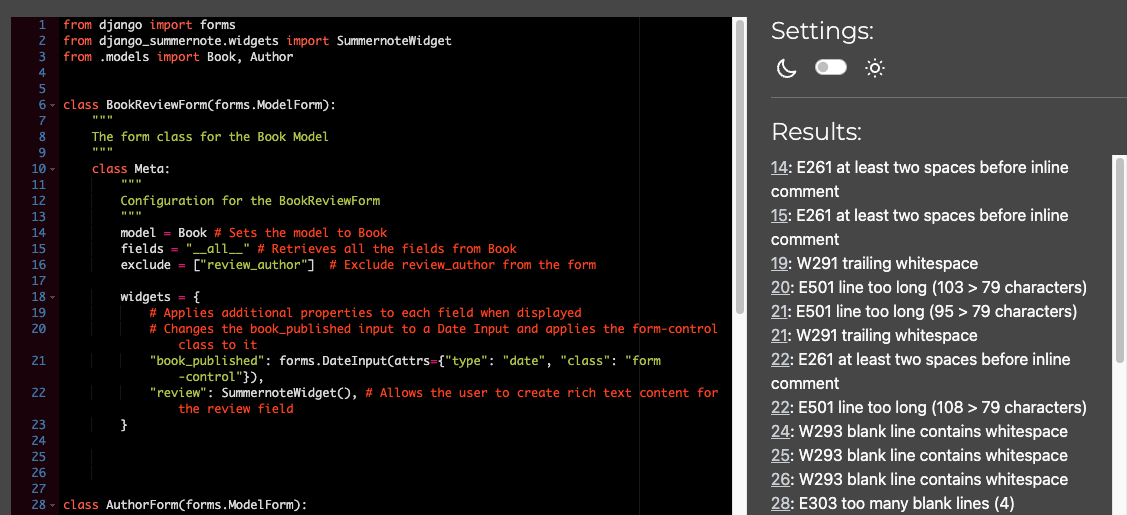 1 from django import forms
2 from django_summernote.widgets import SummernoteWidget
3 from .models import Book, Author
4
5
6 class BookReviewForm(forms.ModelForm):
7 """
8 The form class for the Book Model
9 """
10 class Meta:
11 """
12 Configuration for the BookReviewForm
13 """
14 model = Book # Sets the model to Book
15 fields = "__all__" # Retrieves all the fields from Book
16 exclude = ["review_author"]  # Exclude review_author from the form
17
18 widgets = {
19 # Applies additional properties to each field when displayed
20 # Changes the book_published input to a Date Input and applies the form-control
class to it
21 "book_published": forms.DateInput(attrs={"type": "date", "class": "form
-control"}),
22 "review": SummernoteWidget(), # Allows the user to create rich text content for
the review field
23 }
24
25
26
27
28 class AuthorForm(forms.ModelForm):
Settings:
Results:
14: E261 at least two spaces before inline
comment
15: E261 at least two spaces before inline
comment
19: W291 trailing whitespace
20: E501 line too long (103 > 79 characters)
21: E501 line too long (95 > 79 characters)
21: W291 trailing whitespace
22: E261 at least two spaces before inline
comment
22: E501 line too long (108 > 79 characters)
24: W293 blank line contains whitespace
25: W293 blank line contains whitespace
26: W293 blank line contains whitespace
28: E303 too many blank lines (4)